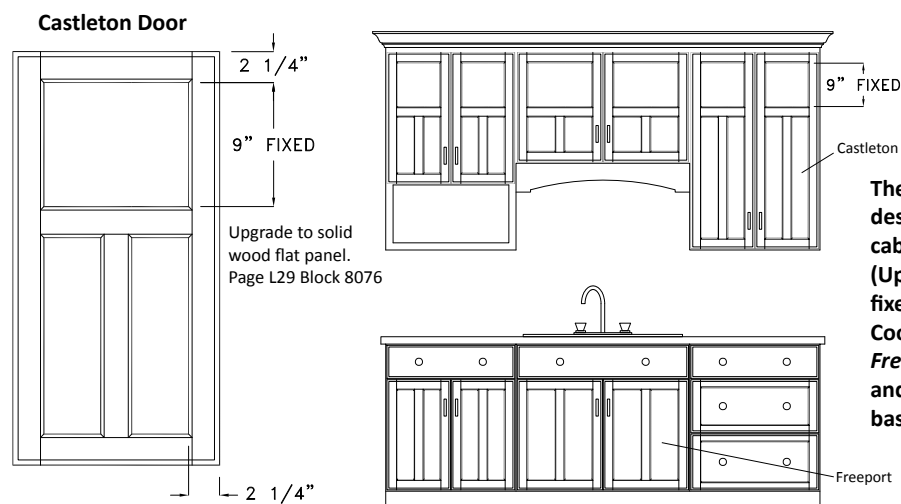 Castleton Door
2 1/4”
9” FIXED
Upgrade to solid
wood flat panel.
Page L29 Block 8076
2 1/4”
9” FIXED
Castleton
Freeport
The
des
cab
(Up
fixe
Coo
Fre
and
bas